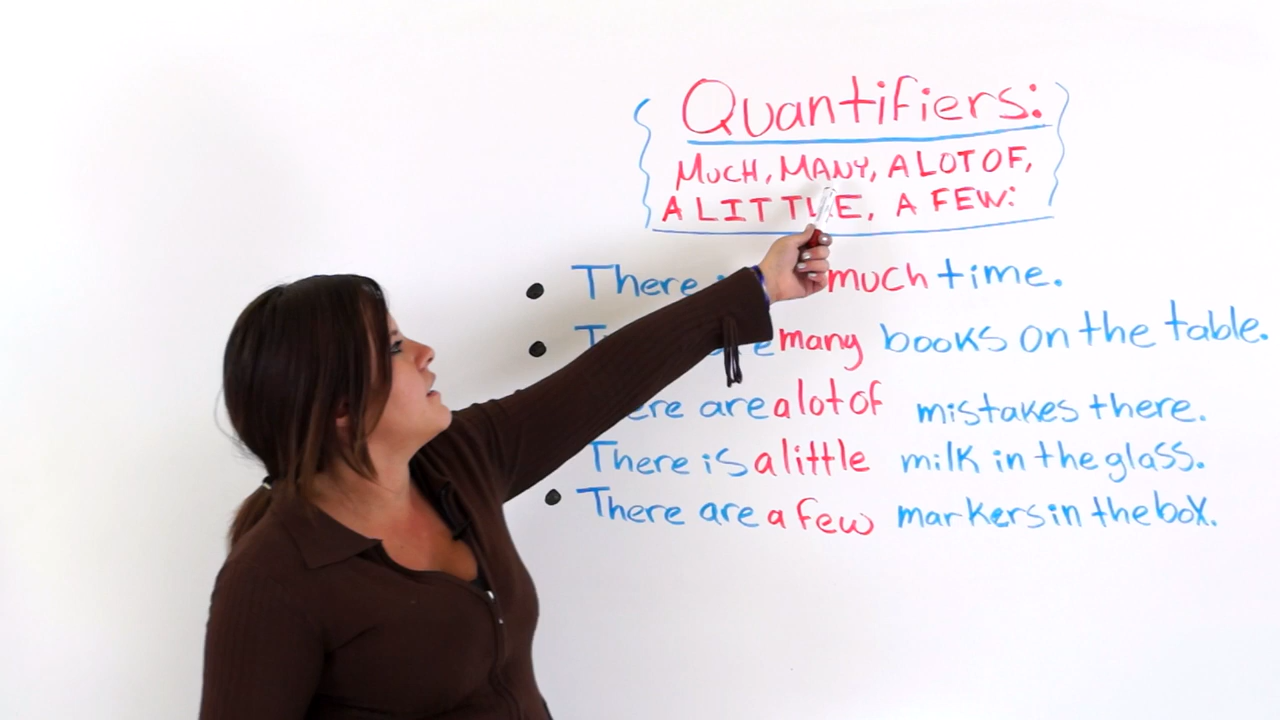 Quantifiers:
MUCH, MANY, A LOT OF,
A LITTLE, A FEW:
There much time.
many books on the table.
are a lot of mistakes there.
There is a little milk in the glass.
There are a few markers in the box.